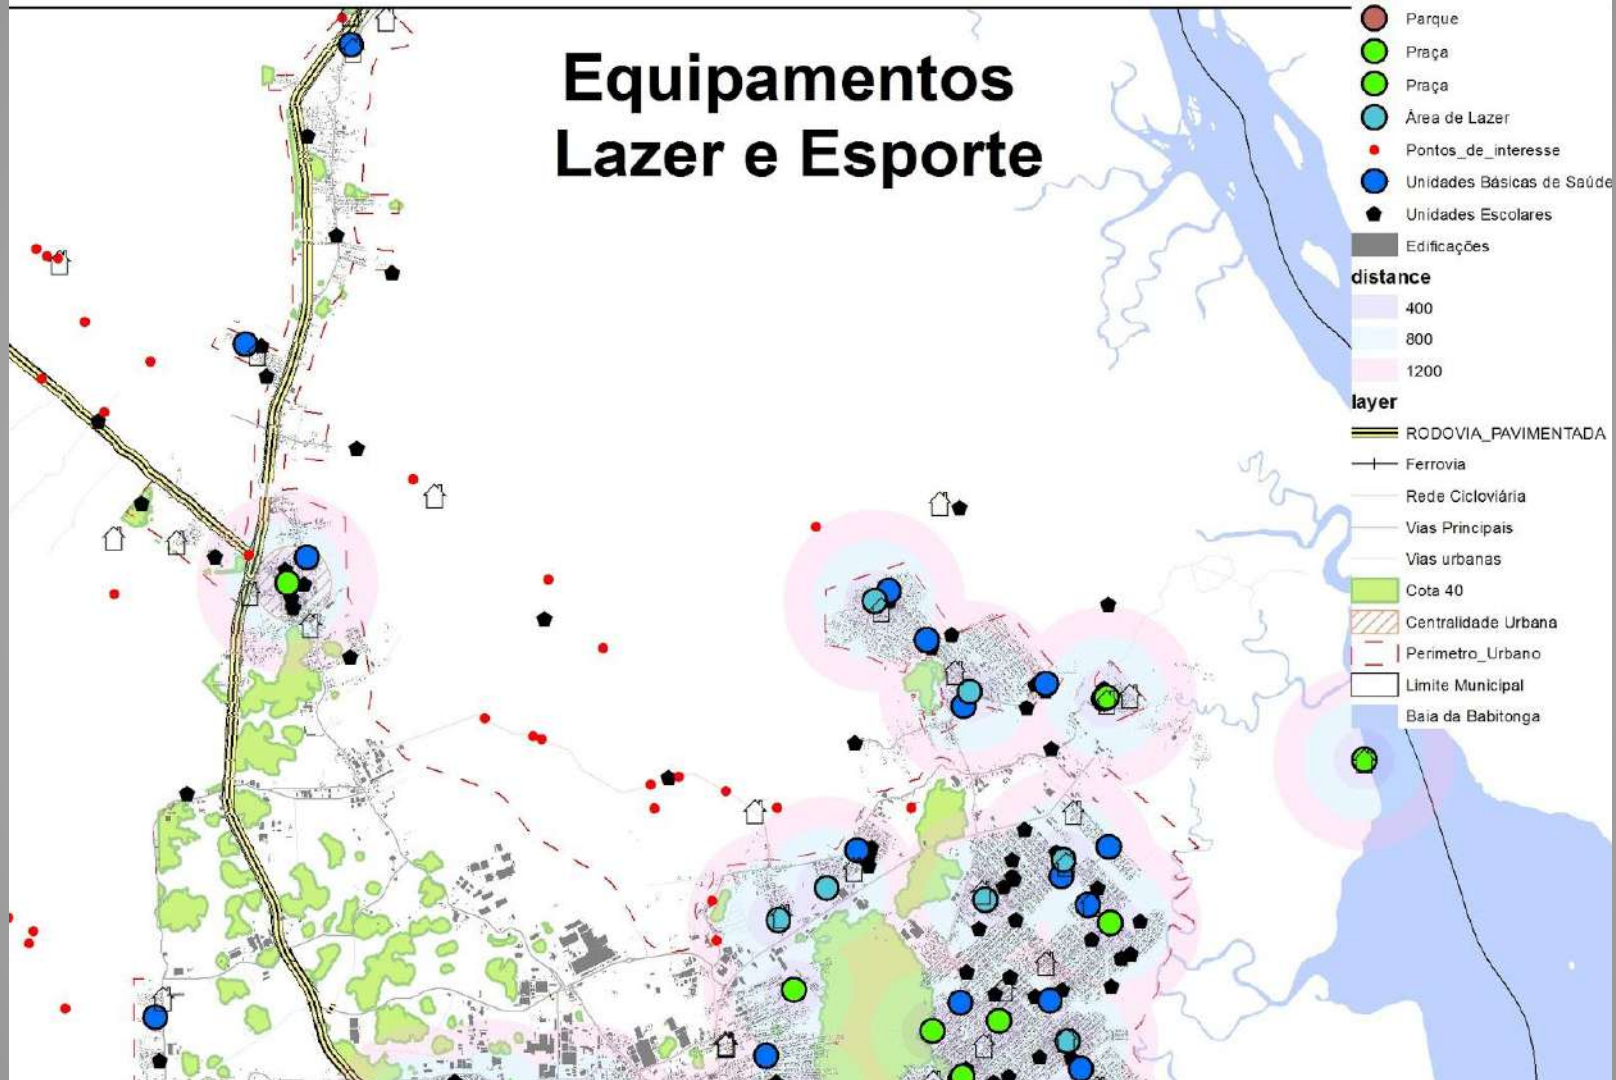 Equipamentos
Lazer e Esporte
Parque
Praça
Praça
Área de Lazer
Pontos_de_interesse
Unidades Básicas de Saúde
Unidades Escolares
Edificações
distance
400
800
1200
layer
RODOVIA_PAVIMENTADA
Ferrovia
Rede Cicloviária
Vias Principais
Vias urbanas
Cota 40
Centralidade Urbana
Perimetro_Urbano
Limite Municipal
Baia da Babitonga